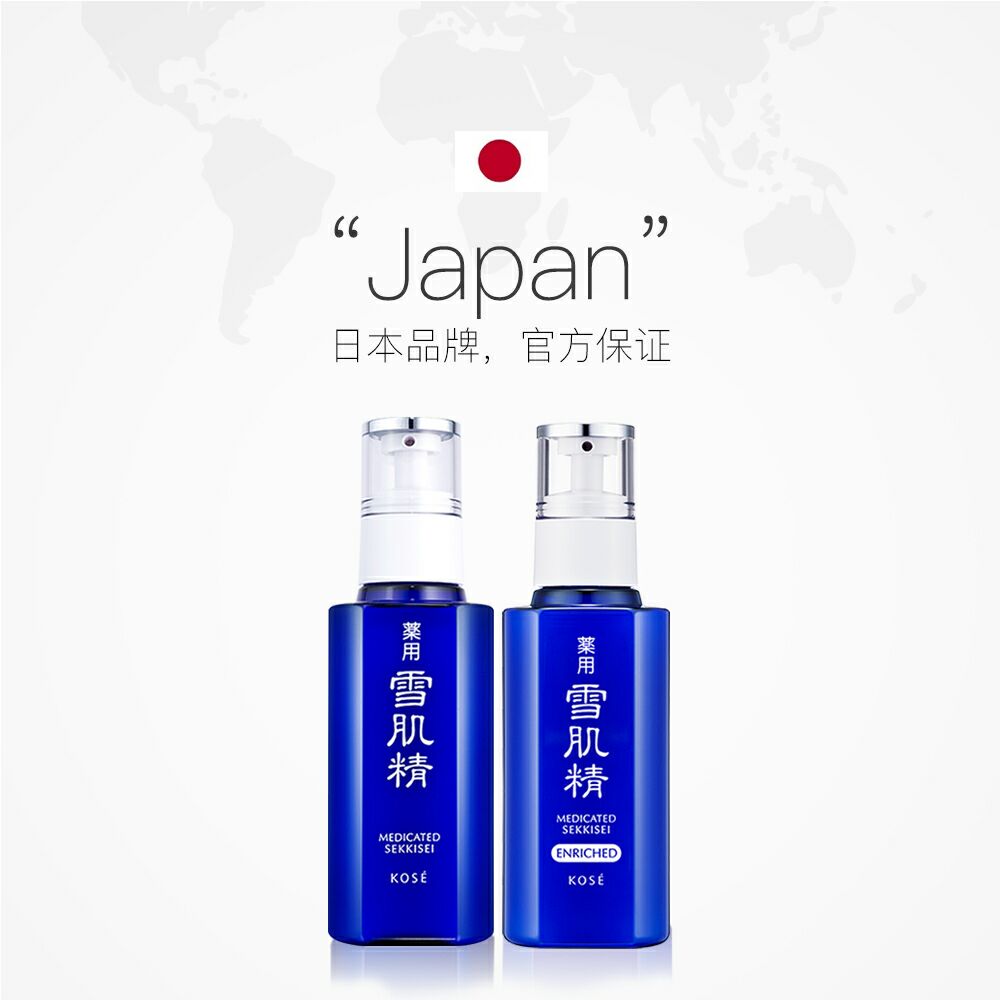 “Japan”
日本品牌，官方保证
薬用
雪肌精
MEDICATED
SEKKISEI
KOSÉ
薬用
雪肌精
MEDICATED
SEKKISEI
ENRICHED
KOSÉ